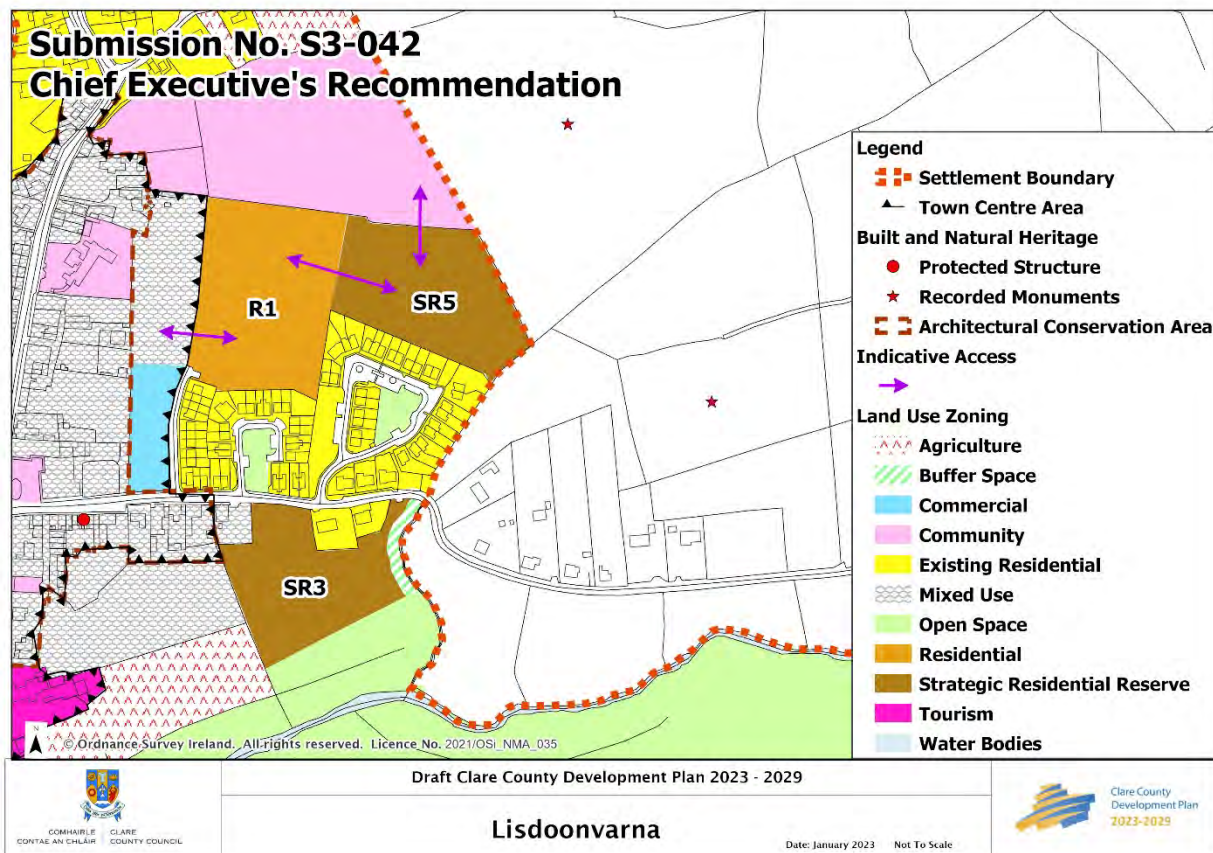 Submission No. S3-042
Chief Executive's Recommendation
R1
SR5
SR3
N
© Ordnance Survey Ireland. All rights reserved. Licence No. 2021/OSi_NMA_035
Legend
Settlement Boundary
Town Centre Area
Built and Natural Heritage
Protected Structure
Recorded Monuments
Architectural Conservation Area
Indicative Access
Land Use Zoning
Agriculture
Buffer Space
Commercial
Community
Existing Residential
Mixed Use
Open Space
Residential
Strategic Residential Reserve
Tourism
Water Bodies
COMHAIRLE CONTAE AN CHLÁIR
CLARE COUNTY COUNCIL
Draft Clare County Development Plan 2023 - 2029
Lisdoonvarna
Date: January 2023 Not To Scale
Clare County
Development Plan
2023-2029